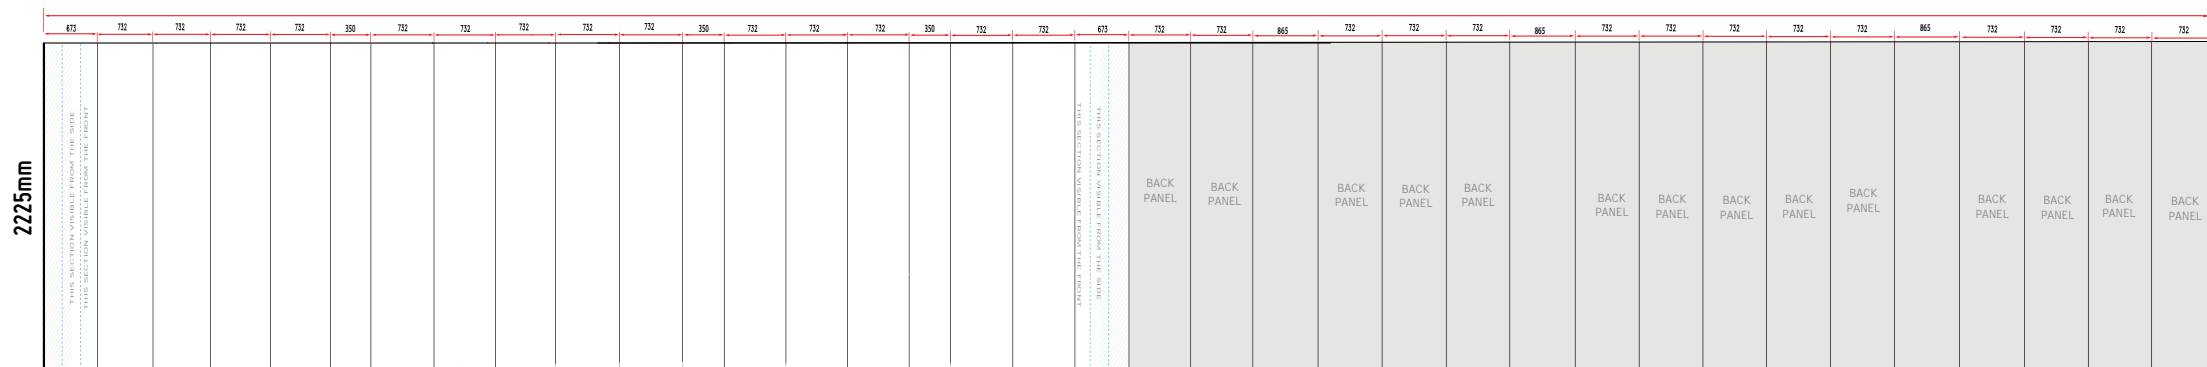 673 732 732 732 732 350 732 732 732 732 732 350 732 732 732 350 732 732 673 732 732 865 732 732 732 865 732 732 732 732 732 865 732 732 732 732
2225mm
THIS SECTION VISIBLE FROM THE SIDE
THIS SECTION VISIBLE FROM THE FRONT
THIS SECTION VISIBLE FROM THE FRONT
THIS SECTION VISIBLE FROM THE SIDE
BACK
PANEL
BACK
PANEL
BACK
PANEL
BACK
PANEL
BACK
PANEL
BACK
PANEL
BACK
PANEL
BACK
PANEL
BACK
PANEL
BACK
PANEL
BACK
PANEL
BACK
PANEL
BACK
PANEL
BACK
PANEL